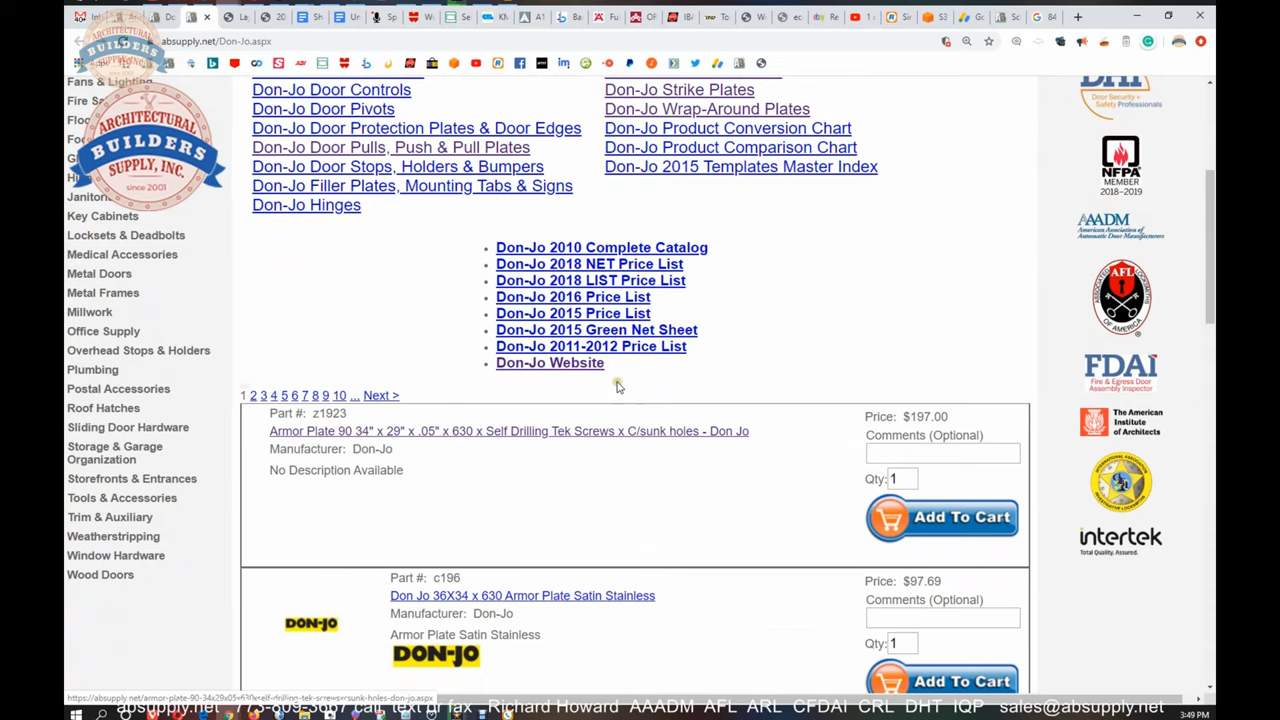 absupply.net/Don-Jo.aspx
Fans & Lighting
Key Cabinets
Locksets & Deadbolts
Medical Accessories
Metal Doors
Metal Frames
Millwork
Office Supply
Overhead Stops & Holders
Plumbing
Postal Accessories
Roof Hatches
Sliding Door Hardware
Storage & Garage
Organization
Storefronts & Entrances
Tools & Accessories
Trim & Auxiliary
Weatherstripping
Window Hardware
Wood Doors
ARCHITECTURAL
BUILDERS
SUPPLY, INC.
since 2001
Don-Jo Door Controls
Don-Jo Door Pivots
Don-Jo Door Protection Plates & Door Edges
Don-Jo Door Pulls, Push & Pull Plates
Don-Jo Door Stops, Holders & Bumpers
Don-Jo Filler Plates, Mounting Tabs & Signs
Don-Jo Hinges
Don-Jo Strike Plates
Don-Jo Wrap-Around Plates
Don-Jo Product Conversion Chart
Don-Jo Product Comparison Chart
Don-Jo 2015 Templates Master Index
Don-Jo 2010 Complete Catalog
Don-Jo 2018 NET Price List
Don-Jo 2018 LIST Price List
Don-Jo 2016 Price List
Don-Jo 2015 Price List
Don-Jo 2015 Green Net Sheet
Don-Jo 2011-2012 Price List
Don-Jo Website
1 2 3 4 5 6 7 8 9 10 ... Next >
Part #: z1923
Armor Plate 90 34" x 29" x .05" x 630 x Self Drilling Tek Screws x C/sunk holes - Don Jo
Manufacturer: Don-Jo
No Description Available
Price: $197.00
Comments (Optional)
Qty: 1
Add To Cart
Part #: c196
Don Jo 36X34 x 630 Armor Plate Satin Stainless
Manufacturer: Don-Jo
Armor Plate Satin Stainless
DON-JO
DON-JO
Price: $97.69
Comments (Optional)
Qty: 1
Add To Cart
DHI
Door Security +
Safety Professionals
NFPA
MEMBER
2018-2019
AADM
American Association of
Automatic Door Manufacturers
ASSOCIATED
AFL
LOCKSMITHS
OF AMERICA
FDAI
Fire & Egress Door
Assembly Inspector
The American
Institute of Architects
intertek
Total Quality. Assured.
absupply.net 773-869-5667 call text or fax Richard Howard AAADM AFL ARL CFDAI CRL DHT IQP sales@absupply.net
3:49 PM